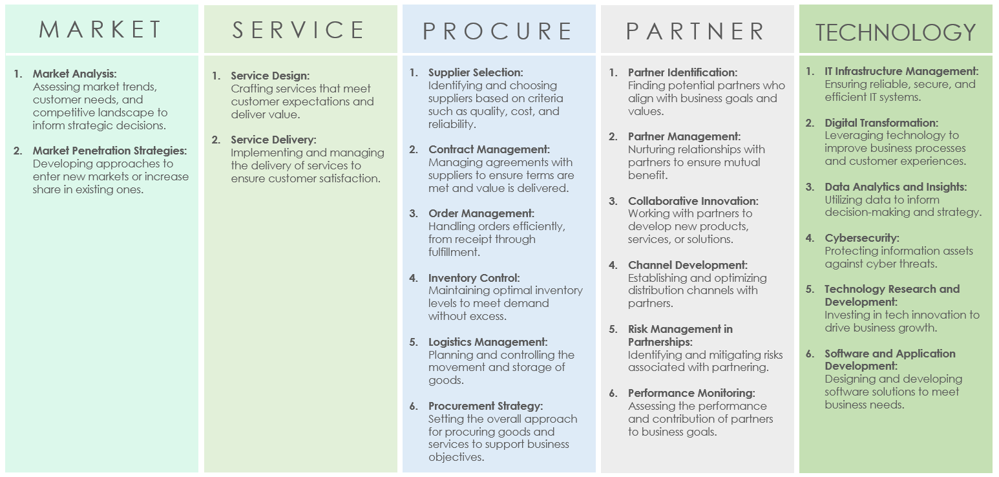 MARKET
1. Market Analysis:
Assessing market trends,
customer needs, and
competitive landscape to
inform strategic decisions.
2. Market Penetration Strategies:
Developing approaches to
enter new markets or increase
share in existing ones.
SERVICE
1. Service Design:
Crafting services that meet
customer expectations and
deliver value.
2. Service Delivery:
Implementing and managing
the delivery of services to
ensure customer satisfaction.
PROCURE
1. Supplier Selection:
Identifying and choosing
suppliers based on criteria
such as quality, cost, and
reliability.
2. Contract Management:
Managing agreements with
suppliers to ensure terms are
met and value is delivered.
3. Order Management:
Handling orders efficiently,
from receipt through
fulfillment.
4. Inventory Control:
Maintaining optimal inventory
levels to meet demand
without excess.
5. Logistics Management:
Planning and controlling the
movement and storage of
goods.
6. Procurement Strategy:
Setting the overall approach
for procuring goods and
services to support business
objectives.
PARTNER
1. Partner Identification:
Finding potential partners who
align with business goals and
values.
2. Partner Management:
Nurturing relationships with
partners to ensure mutual
benefit.
3. Collaborative Innovation:
Working with partners to
develop new products,
services, or solutions.
4. Channel Development:
Establishing and optimizing
distribution channels with
partners.
5. Risk Management in
Partnerships:
Identifying and mitigating risks
associated with partnering.
6. Performance Monitoring:
Assessing the performance
and contribution of partners
to business goals.
TECHNOLOGY
1. IT Infrastructure Management:
Ensuring reliable, secure, and
efficient IT systems.
2. Digital Transformation:
Leveraging technology to
improve business processes
and customer experiences.
3. Data Analytics and Insights:
Utilizing data to inform
decision-making and strategy.
4. Cybersecurity:
Protecting information assets
against cyber threats.
5. Technology Research and
Development:
Investing in tech innovation to
drive business growth.
6. Software and Application
Development:
Designing and developing
software solutions to meet
business needs.